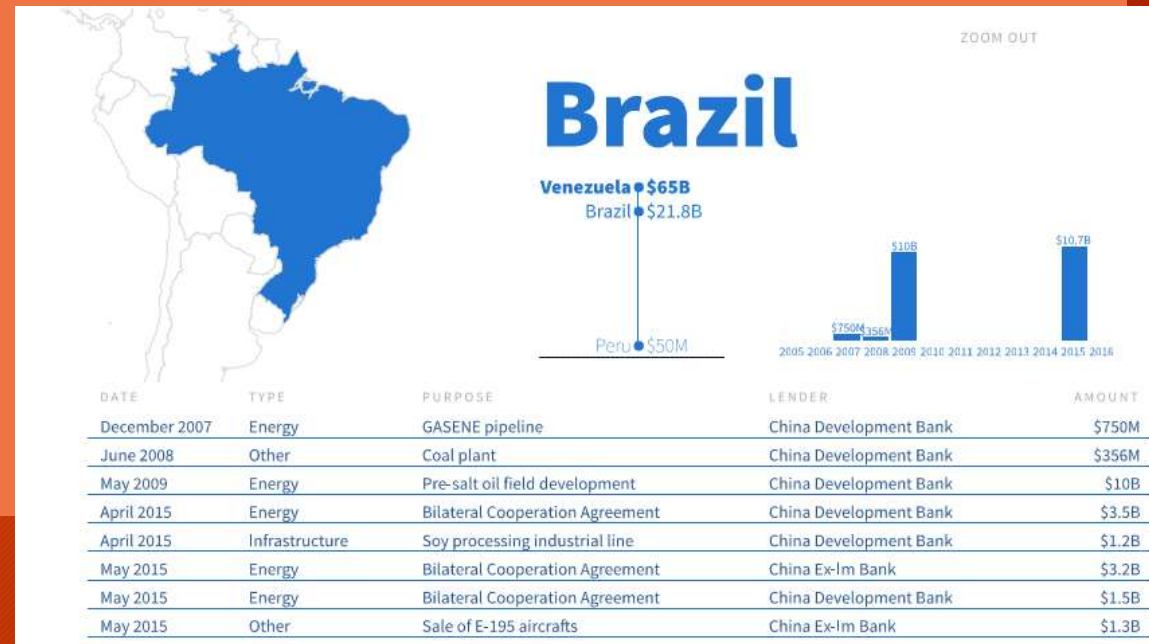 ZOOM OUT
Brazil
Venezuela $65B
Brazil $21.8B
Peru $50M
$750M $356M $10B $10.7B
2005 2006 2007 2008 2009 2010 2011 2012 2013 2014 2015 2016
DATE TYPE PURPOSE LENDER AMOUNT
December 2007 Energy GASENE pipeline China Development Bank $750M
June 2008 Other Coal plant China Development Bank $356M
May 2009 Energy Pre-salt oil field development China Development Bank $10B
April 2015 Energy Bilateral Cooperation Agreement China Development Bank $3.5B
April 2015 Infrastructure Soy processing industrial line China Development Bank $1.2B
May 2015 Energy Bilateral Cooperation Agreement China Ex-Im Bank $3.2B
May 2015 Energy Bilateral Cooperation Agreement China Development Bank $1.5B
May 2015 Other Sale of E-195 aircrafts China Ex-Im Bank $1.3B